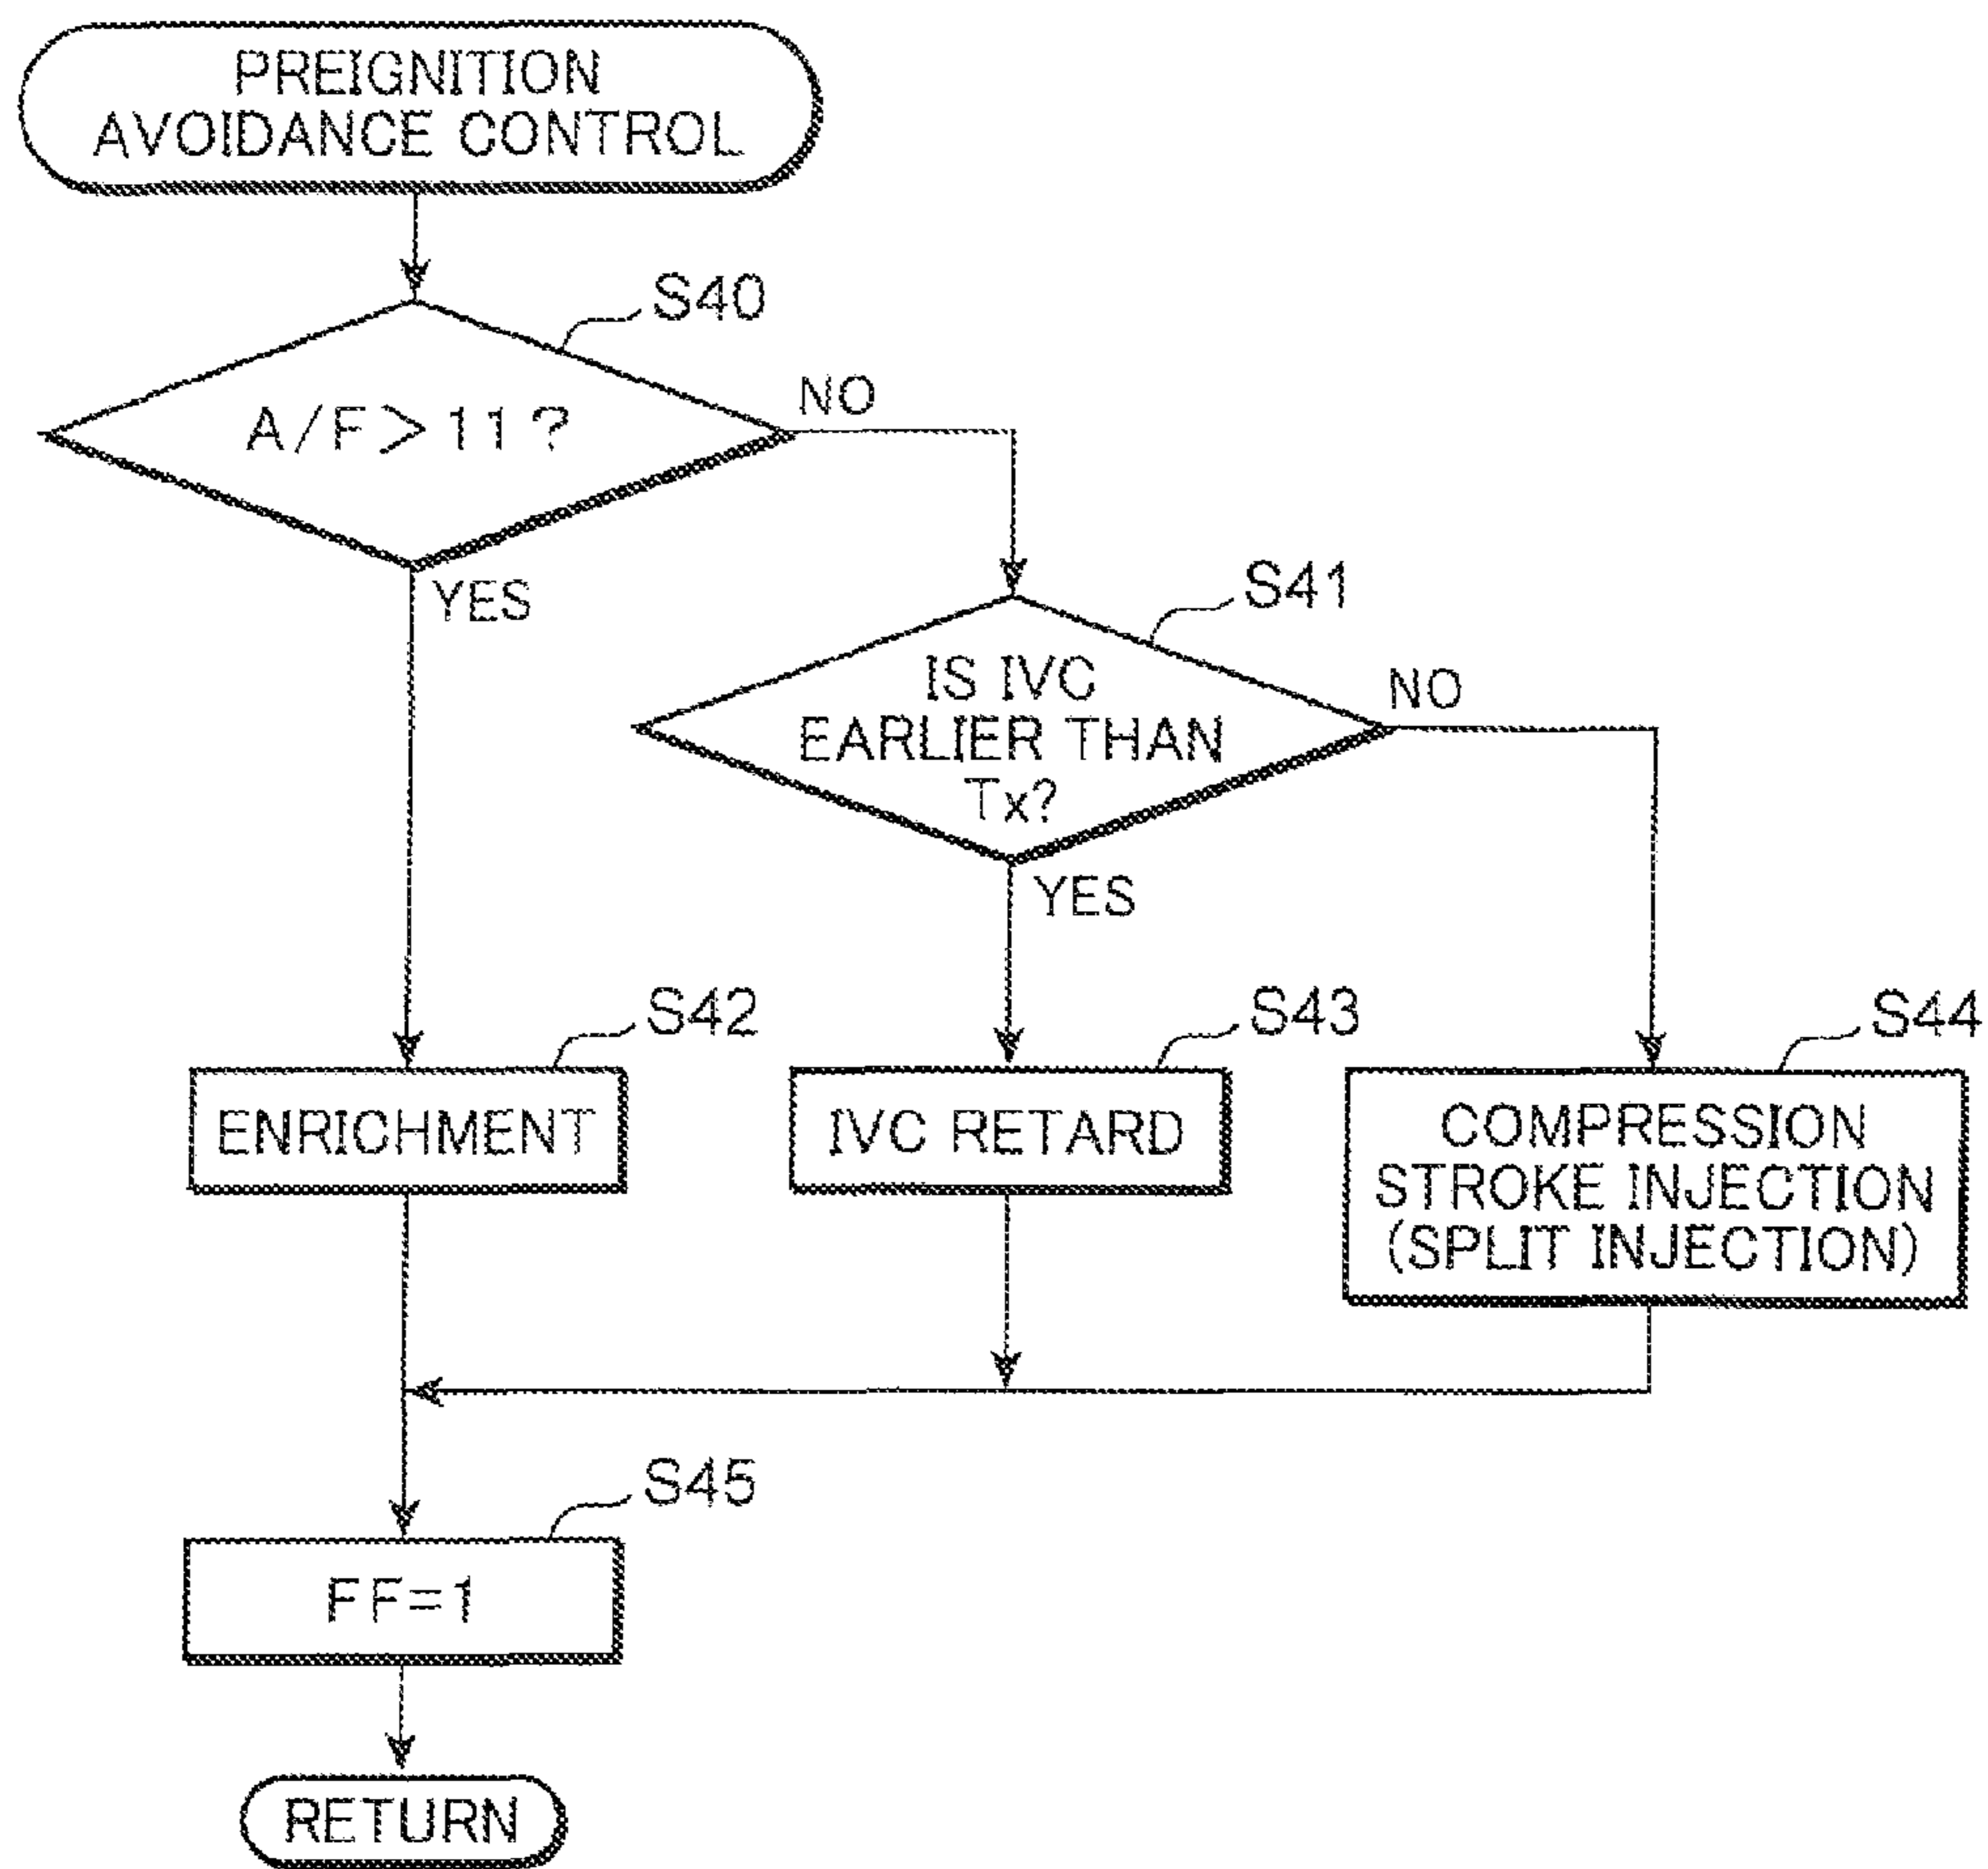 PREIGNITION
AVOIDANCE CONTROL
S40
A/F>11?
NO
YES
S41
IS IVC
EARLIER THAN
Tx?
NO
YES
S42
ENRICHMENT
S43
IVC RETARD
S44
COMPRESSION
STROKE INJECTION
(SPLIT INJECTION)
S45
FF=1
RETURN